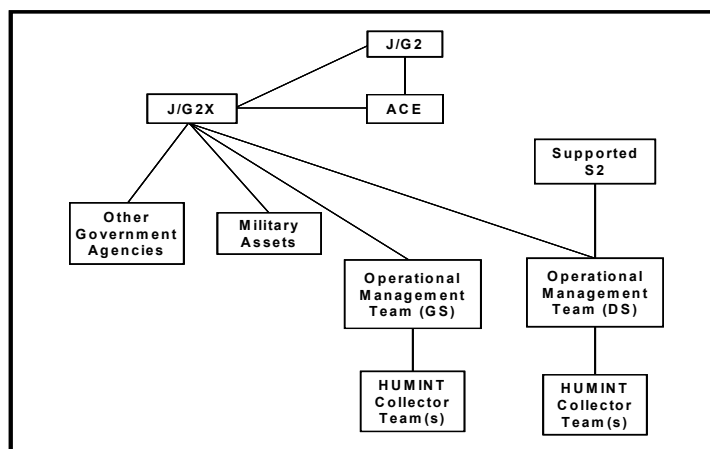 J/G2
J/G2X
ACE
Supported
S2
Other
Government
Agencies
Military
Assets
Operational
Management
Team (GS)
Operational
Management
Team (DS)
HUMINT
Collector
Team(s)
HUMINT
Collector
Team(s)